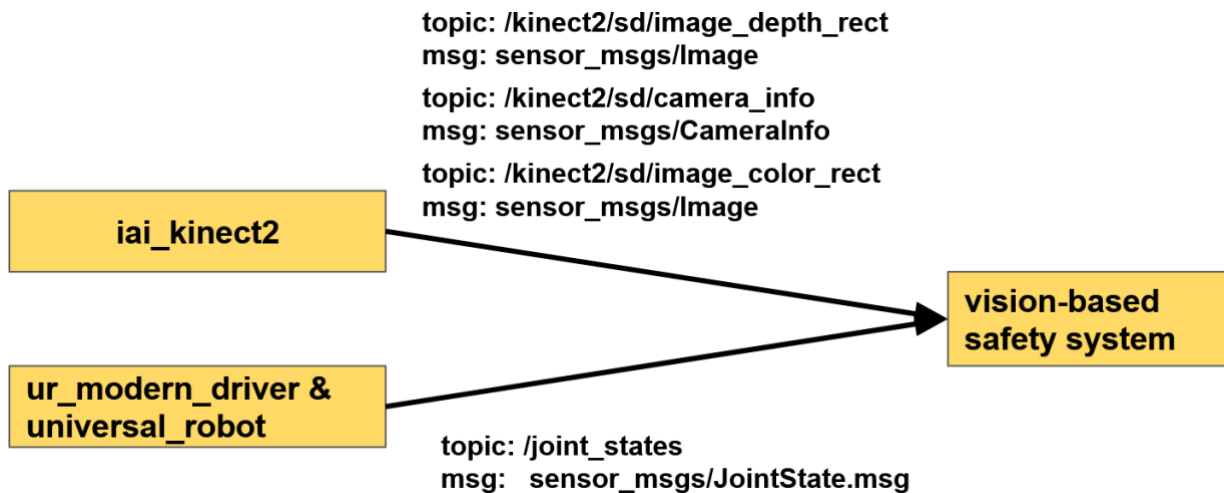 topic: /kinect2/sd/image_depth_rect
msg: sensor_msgs/Image
topic: /kinect2/sd/camera_info
msg: sensor_msgs/CameraInfo
topic: /kinect2/sd/image_color_rect
msg: sensor_msgs/Image
iai_kinect2
vision-based
safety system
ur_modern_driver &
universal_robot
topic: /joint_states
msg: sensor_msgs/JointState.msg